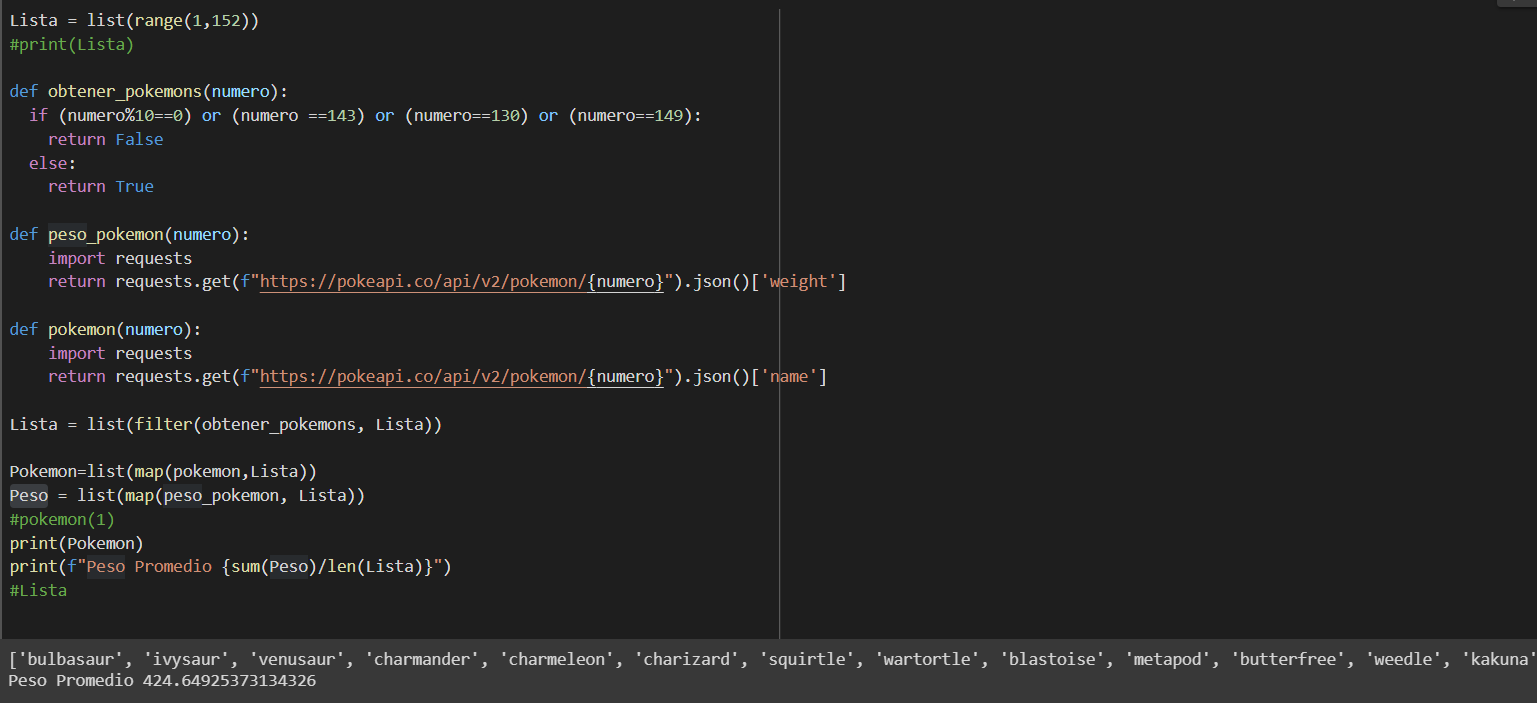 Lista = list(range(1,152))
#print(Lista)
def obtener_pokemons(numero):
  if (numero%10==0) or (numero ==143) or (numero==130) or (numero==149):
    return False
  else:
    return True
def peso_pokemon(numero):
    import requests
    return requests.get(f"https://pokeapi.co/api/v2/pokemon/{numero}").json()['weight']
def pokemon(numero):
    import requests
    return requests.get(f"https://pokeapi.co/api/v2/pokemon/{numero}").json()['name']
Lista = list(filter(obtener_pokemons, Lista))
Pokemon=list(map(pokemon,Lista))
Peso = list(map(peso_pokemon, Lista))
#pokemon(1)
print(Pokemon)
print(f"Peso Promedio {sum(Peso)/len(Lista)}")
#Lista
['bulbasaur', 'ivysaur', 'venusaur', 'charmander', 'charmeleon', 'charizard', 'squirtle', 'wartortle', 'blastoise', 'metapod', 'butterfree', 'weedle', 'kakuna'
Peso Promedio 424.64925373134326